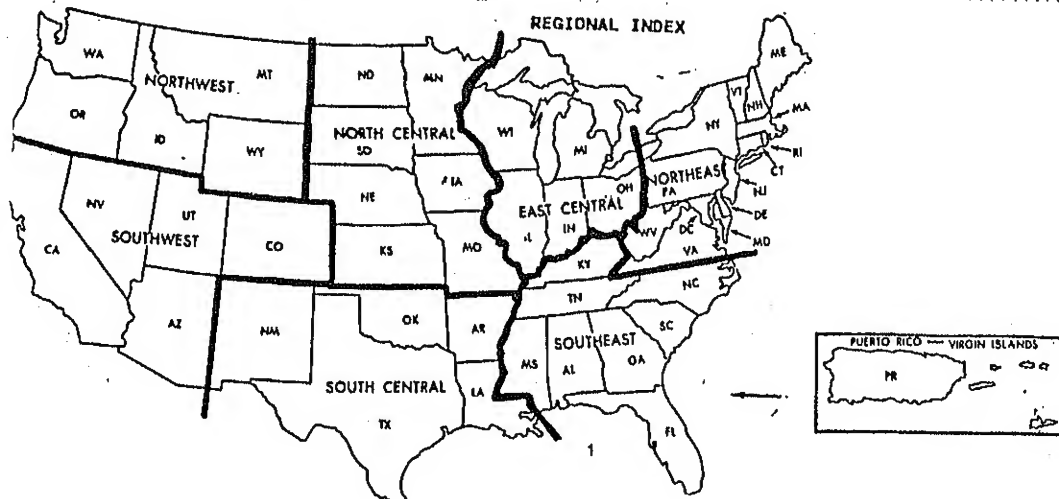 REGIONAL INDEX
WA
MT
ND
MN
ME
NORTHWEST
VT
NH
MA
OR
ID
WY
NORTH CENTRAL
SD
WI
MI
NY
RI
CT
IA
NE
OH
NORTHEAST
PA
NJ
NV
UT
CO
SOUTHWEST
EAST CENTRAL
IL
IN
WV
DC
DE
MD
CA
KS
MO
KY
VA
AZ
NM
OK
AR
TN
NC
SC
SOUTHEAST
MS
AL
GA
SOUTH CENTRAL
LA
TX
FL
PUERTO RICO — VIRGIN ISLANDS
PR
1